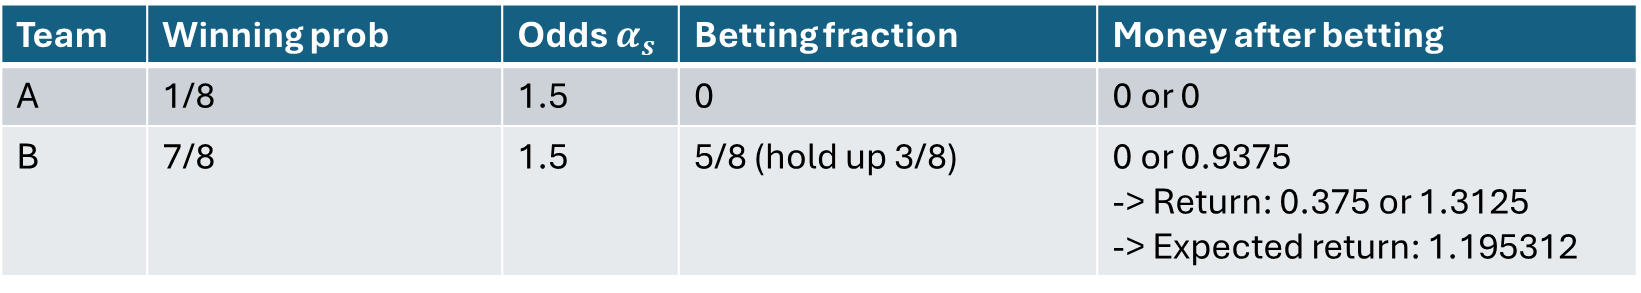 Team Winning prob Odds αₛ Betting fraction Money after betting
A 1/8 1.5 0 0 or 0
B 7/8 1.5 5/8 (hold up 3/8) 0 or 0.9375
-> Return: 0.375 or 1.3125
-> Expected return: 1.195312